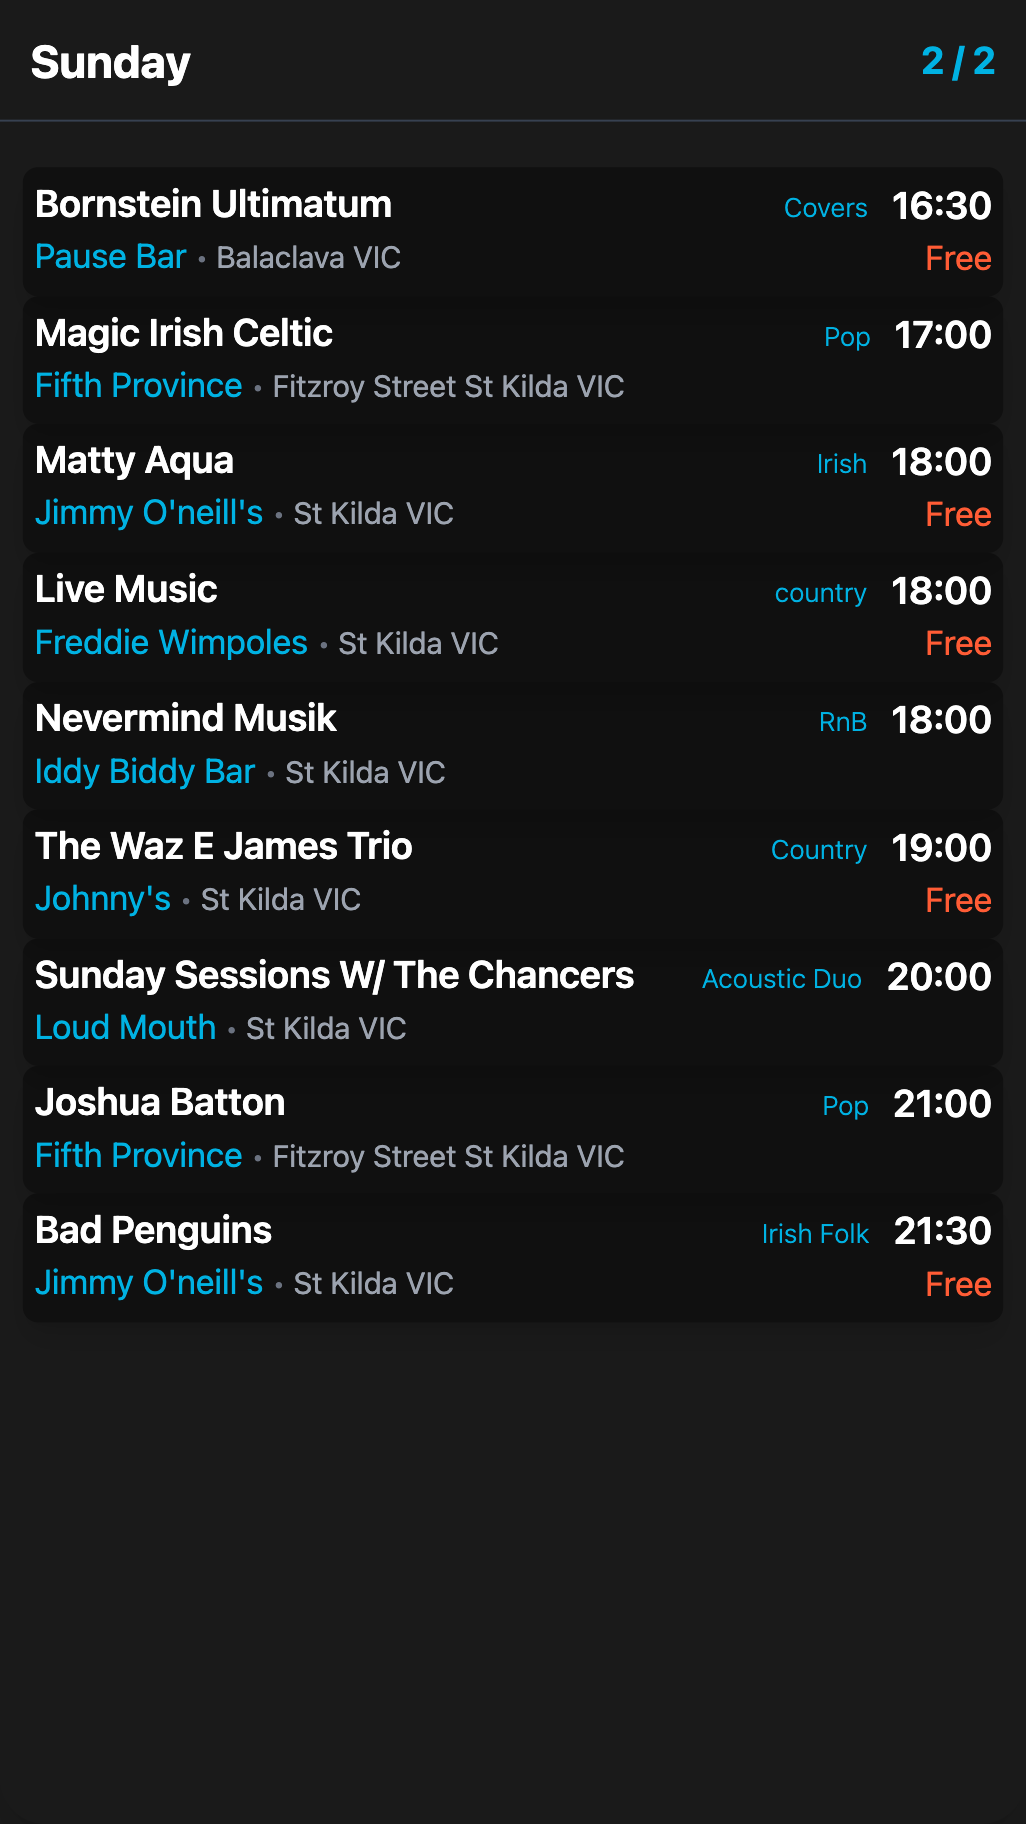 Sunday 2 / 2
Bornstein Ultimatum Covers 16:30
Pause Bar • Balaclava VIC Free
Magic Irish Celtic Pop 17:00
Fifth Province • Fitzroy Street St Kilda VIC
Matty Aqua Irish 18:00
Jimmy O'neill's • St Kilda VIC Free
Live Music country 18:00
Freddie Wimpoles • St Kilda VIC Free
Nevermind Musik RnB 18:00
Iddy Biddy Bar • St Kilda VIC
The Waz E James Trio Country 19:00
Johnny's • St Kilda VIC Free
Sunday Sessions W/ The Chancers Acoustic Duo 20:00
Loud Mouth • St Kilda VIC
Joshua Batton Pop 21:00
Fifth Province • Fitzroy Street St Kilda VIC
Bad Penguins Irish Folk 21:30
Jimmy O'neill's • St Kilda VIC Free